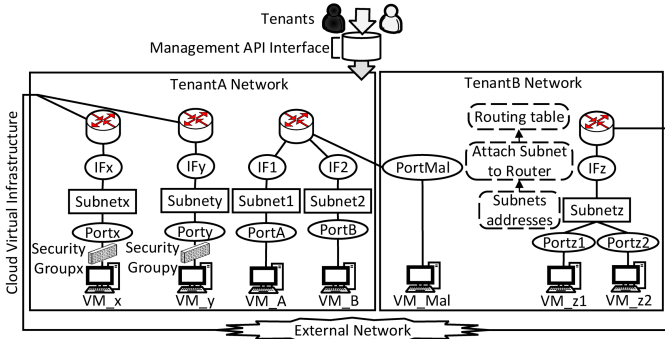 Tenants
Management API Interface
Cloud Virtual Infrastructure
TenantA Network
TenantB Network
Routing table
Attach Subnet
to Router
Subnets
addresses
IFx
IFy
IF1
IF2
PortMal
IFz
Subnetx
Subnety
Subnet1
Subnet2
Subnetz
Portx
Porty
PortA
PortB
Portz1
Portz2
Security
Groupx
Security
Groupy
VM_x
VM_y
VM_A
VM_B
VM_Mal
VM_z1
VM_z2
External Network